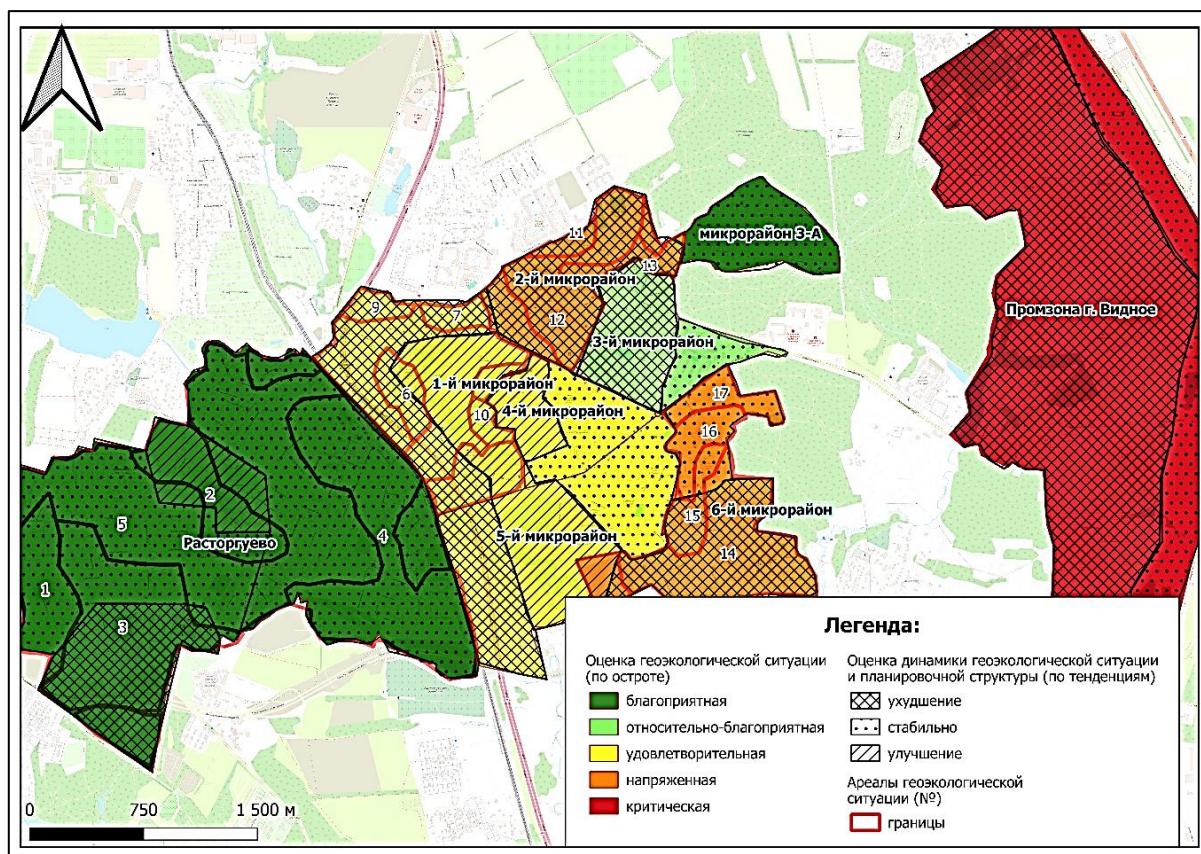 микрорайон 3-А
11
13
2-й микрорайон
Промзона г. Видное
9
7
12
3-й микрорайон
1-й микрорайон
17
6
10
4-й микрорайон
16
2
15
6-й микрорайон
5
4
5-й микрорайон
Расторгуево
14
1
3
Легенда:
Оценка геоэкологической ситуации
(по остроте)
благоприятная
относительно-благоприятная
удовлетворительная
напряженная
критическая
Оценка динамики геоэкологической ситуации
и планировочной структуры (по тенденциям)
ухудшение
стабильно
улучшение
Ареалы геоэкологической
ситуации (№)
границы
0 750 1 500 м